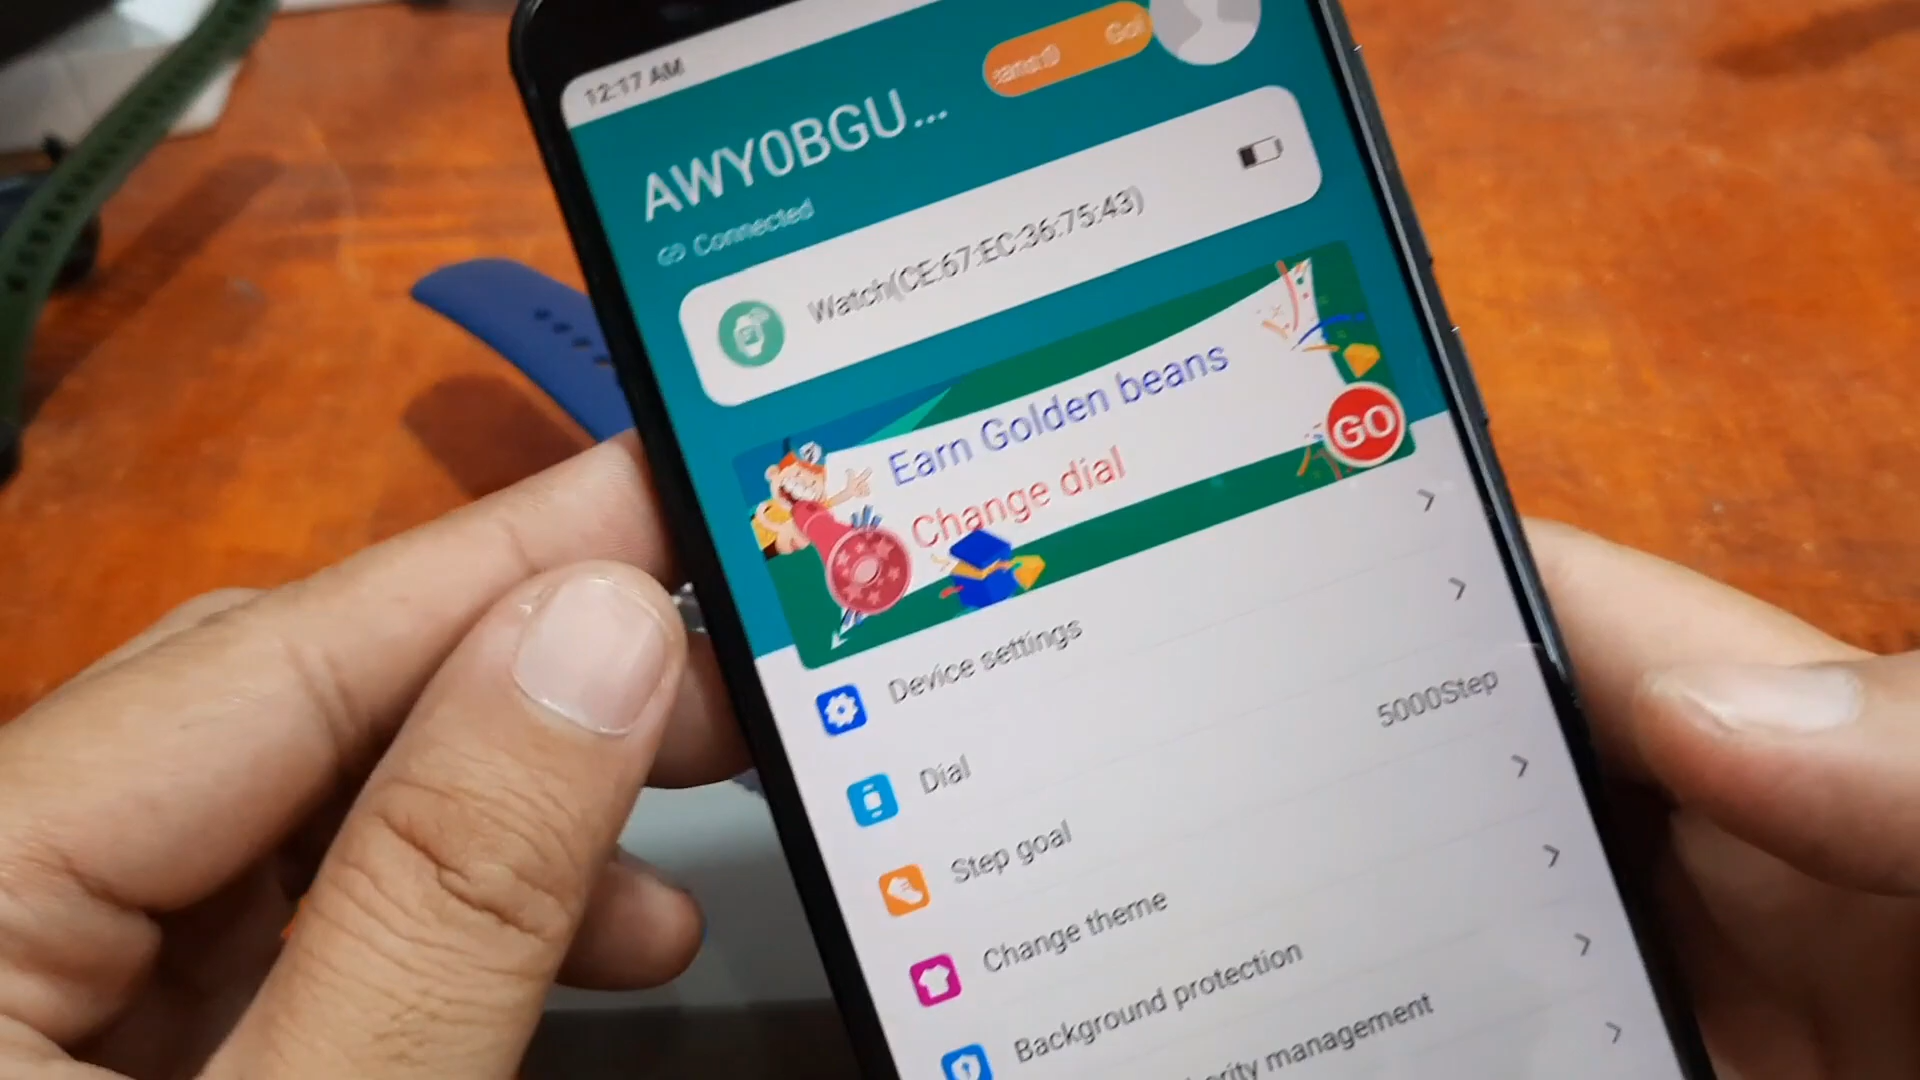 12:17 AM
Go!
AWY0BGU...
Connected
Watch(CE:67:EC:36:75:43)
Earn Golden beans
Change dial
GO
Device settings
Dial
Step goal
5000Step
Change theme
Background protection
management